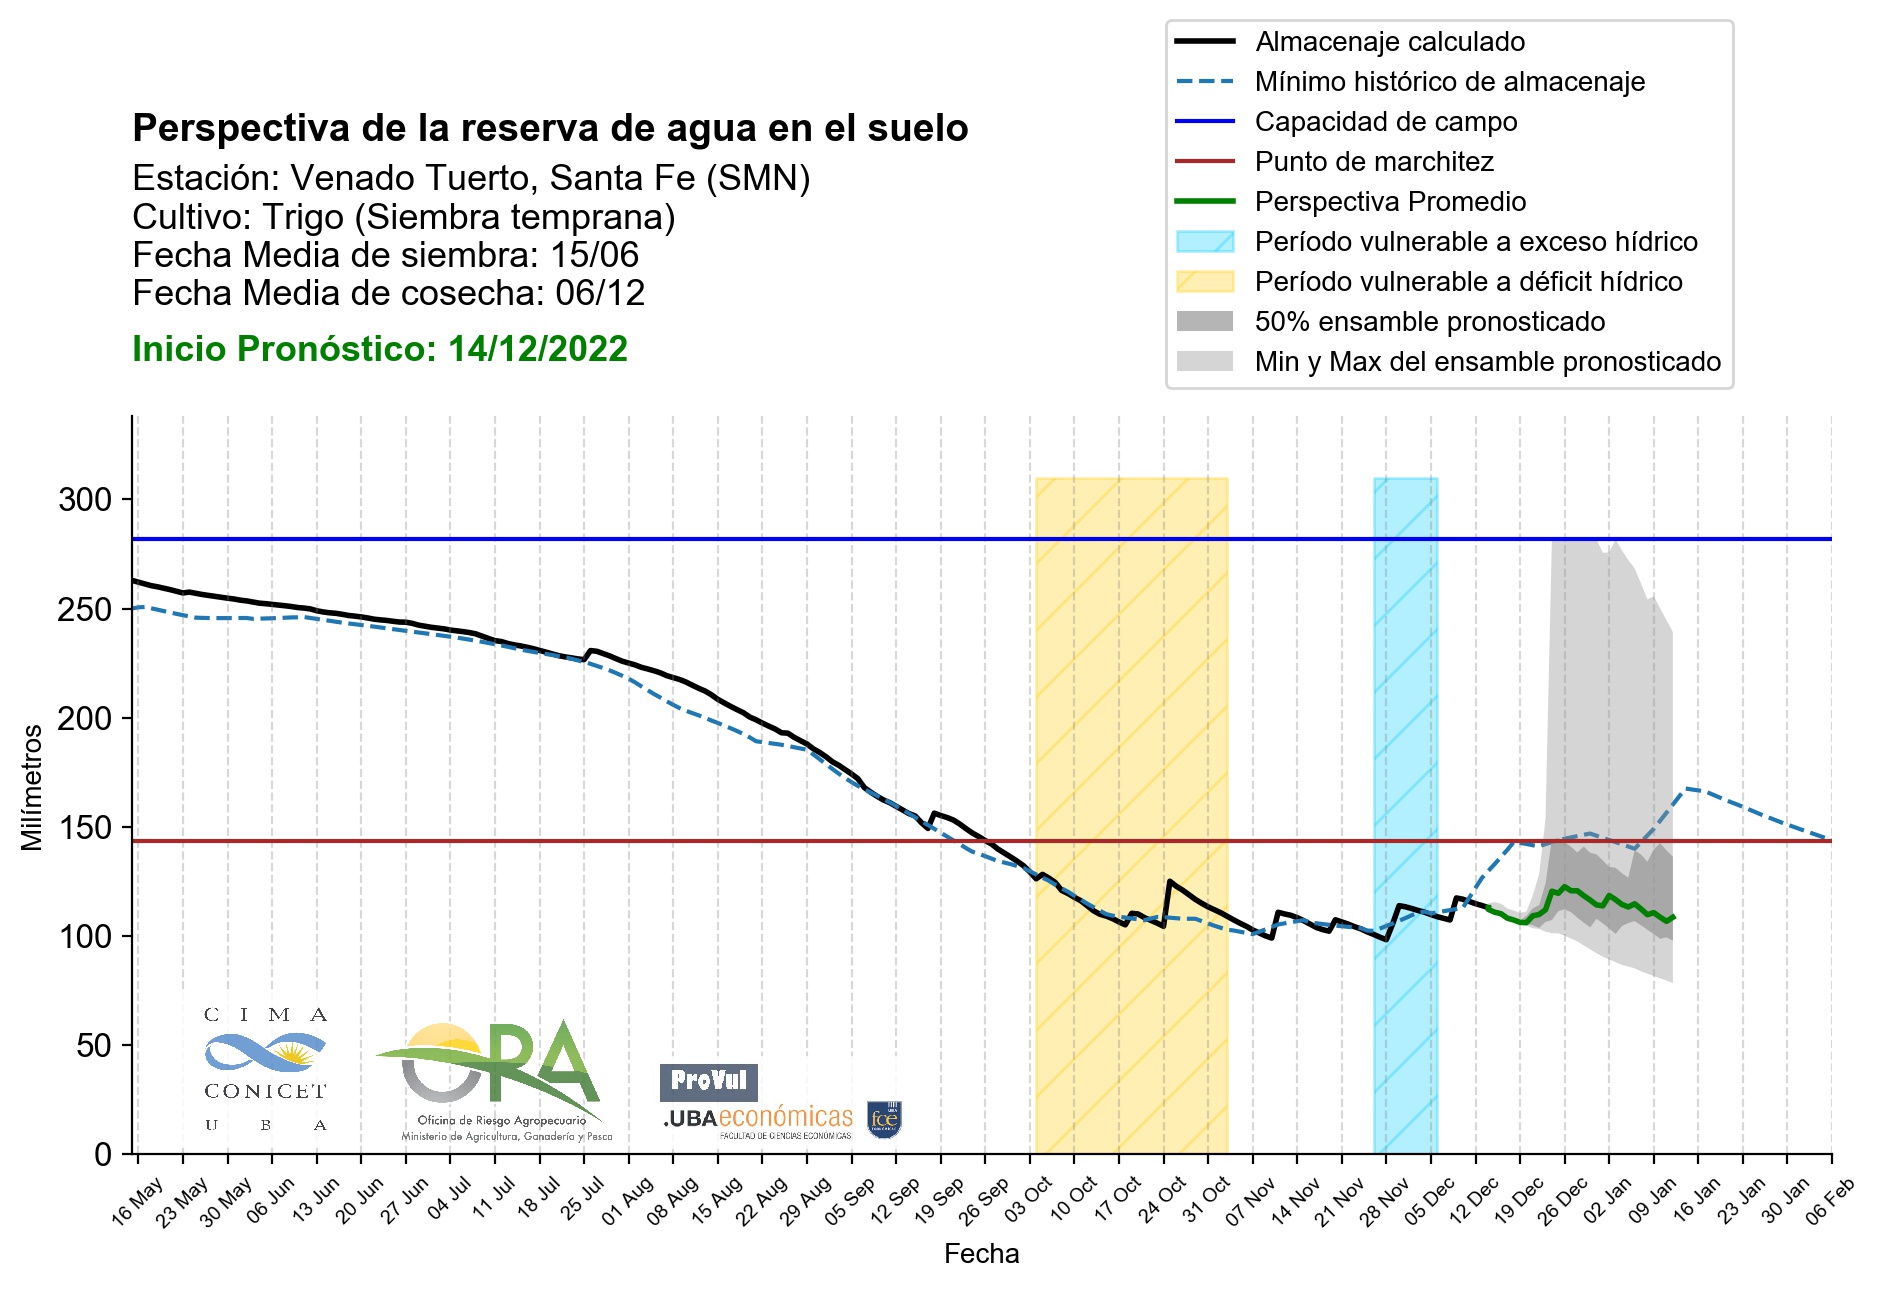 Almacenaje calculado
Mínimo histórico de almacenaje
Capacidad de campo
Punto de marchitez
Perspectiva Promedio
Período vulnerable a exceso hídrico
Período vulnerable a déficit hídrico
50% ensamble pronosticado
Min y Max del ensamble pronosticado
Perspectiva de la reserva de agua en el suelo
Estación: Venado Tuerto, Santa Fe (SMN)
Cultivo: Trigo (Siembra temprana)
Fecha Media de siembra: 15/06
Fecha Media de cosecha: 06/12
Inicio Pronóstico: 14/12/2022
Milímetros
300
250
200
150
100
50
0
CIMA
CONICET
UBA
ORA
Oficina de Riesgo Agropecuario
Ministerio de Agricultura, Ganadería y Pesca
ProVul
.UBAeconómicas
FACULTAD DE CIENCIAS ECONÓMICAS
fce
16 May 23 May 30 May 06 Jun 13 Jun 20 Jun 27 Jun 04 Jul 11 Jul 18 Jul 25 Jul 01 Aug 08 Aug 15 Aug 22 Aug 29 Aug 05 Sep 12 Sep 19 Sep 26 Sep 03 Oct 10 Oct 17 Oct 24 Oct 31 Oct 07 Nov 14 Nov 21 Nov 28 Nov 05 Dec 12 Dec 19 Dec 26 Dec 02 Jan 09 Jan 16 Jan 23 Jan 30 Jan 06 Feb
Fecha